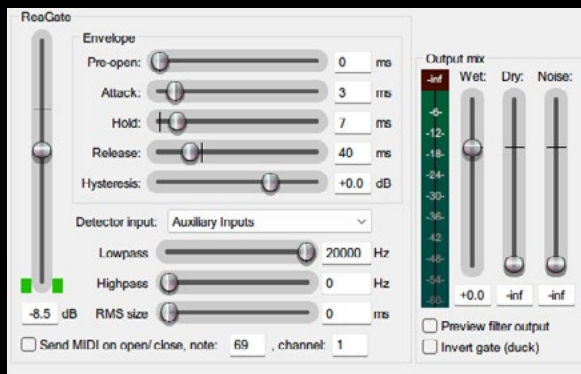 ReaGate
Envelope
Pre-open: 0 ms
Attack: 3 ms
Hold: 7 ms
Release: 40 ms
Hysteresis: +0.0 dB
Detector input: Auxiliary Inputs
Lowpass 20000 Hz
Highpass 0 Hz
-8.5 dB RMS size 0 ms
Send MIDI on open/close, note: 69 , channel: 1
Output mix
-inf Wet: Dry: Noise:
-6-
-12-
-18-
-24-
-30-
-36-
-42
-48-
-54-
-60-
+0.0 -inf -inf
Preview filter output
Invert gate (duck)